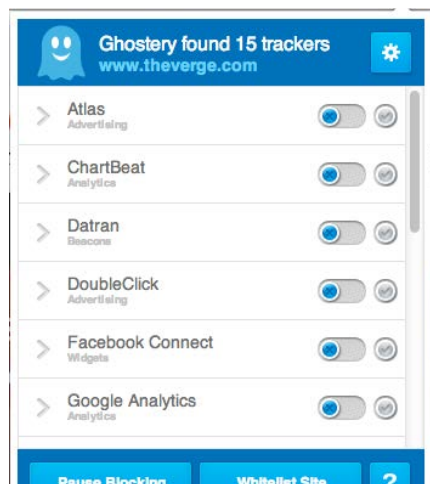 Ghostery found 15 trackers
www.theverge.com
Atlas
Advertising
ChartBeat
Analytics
Datran
Beacons
DoubleClick
Advertising
Facebook Connect
Widgets
Google Analytics
Analytics
Pause Blocking
Whitelist Site
?